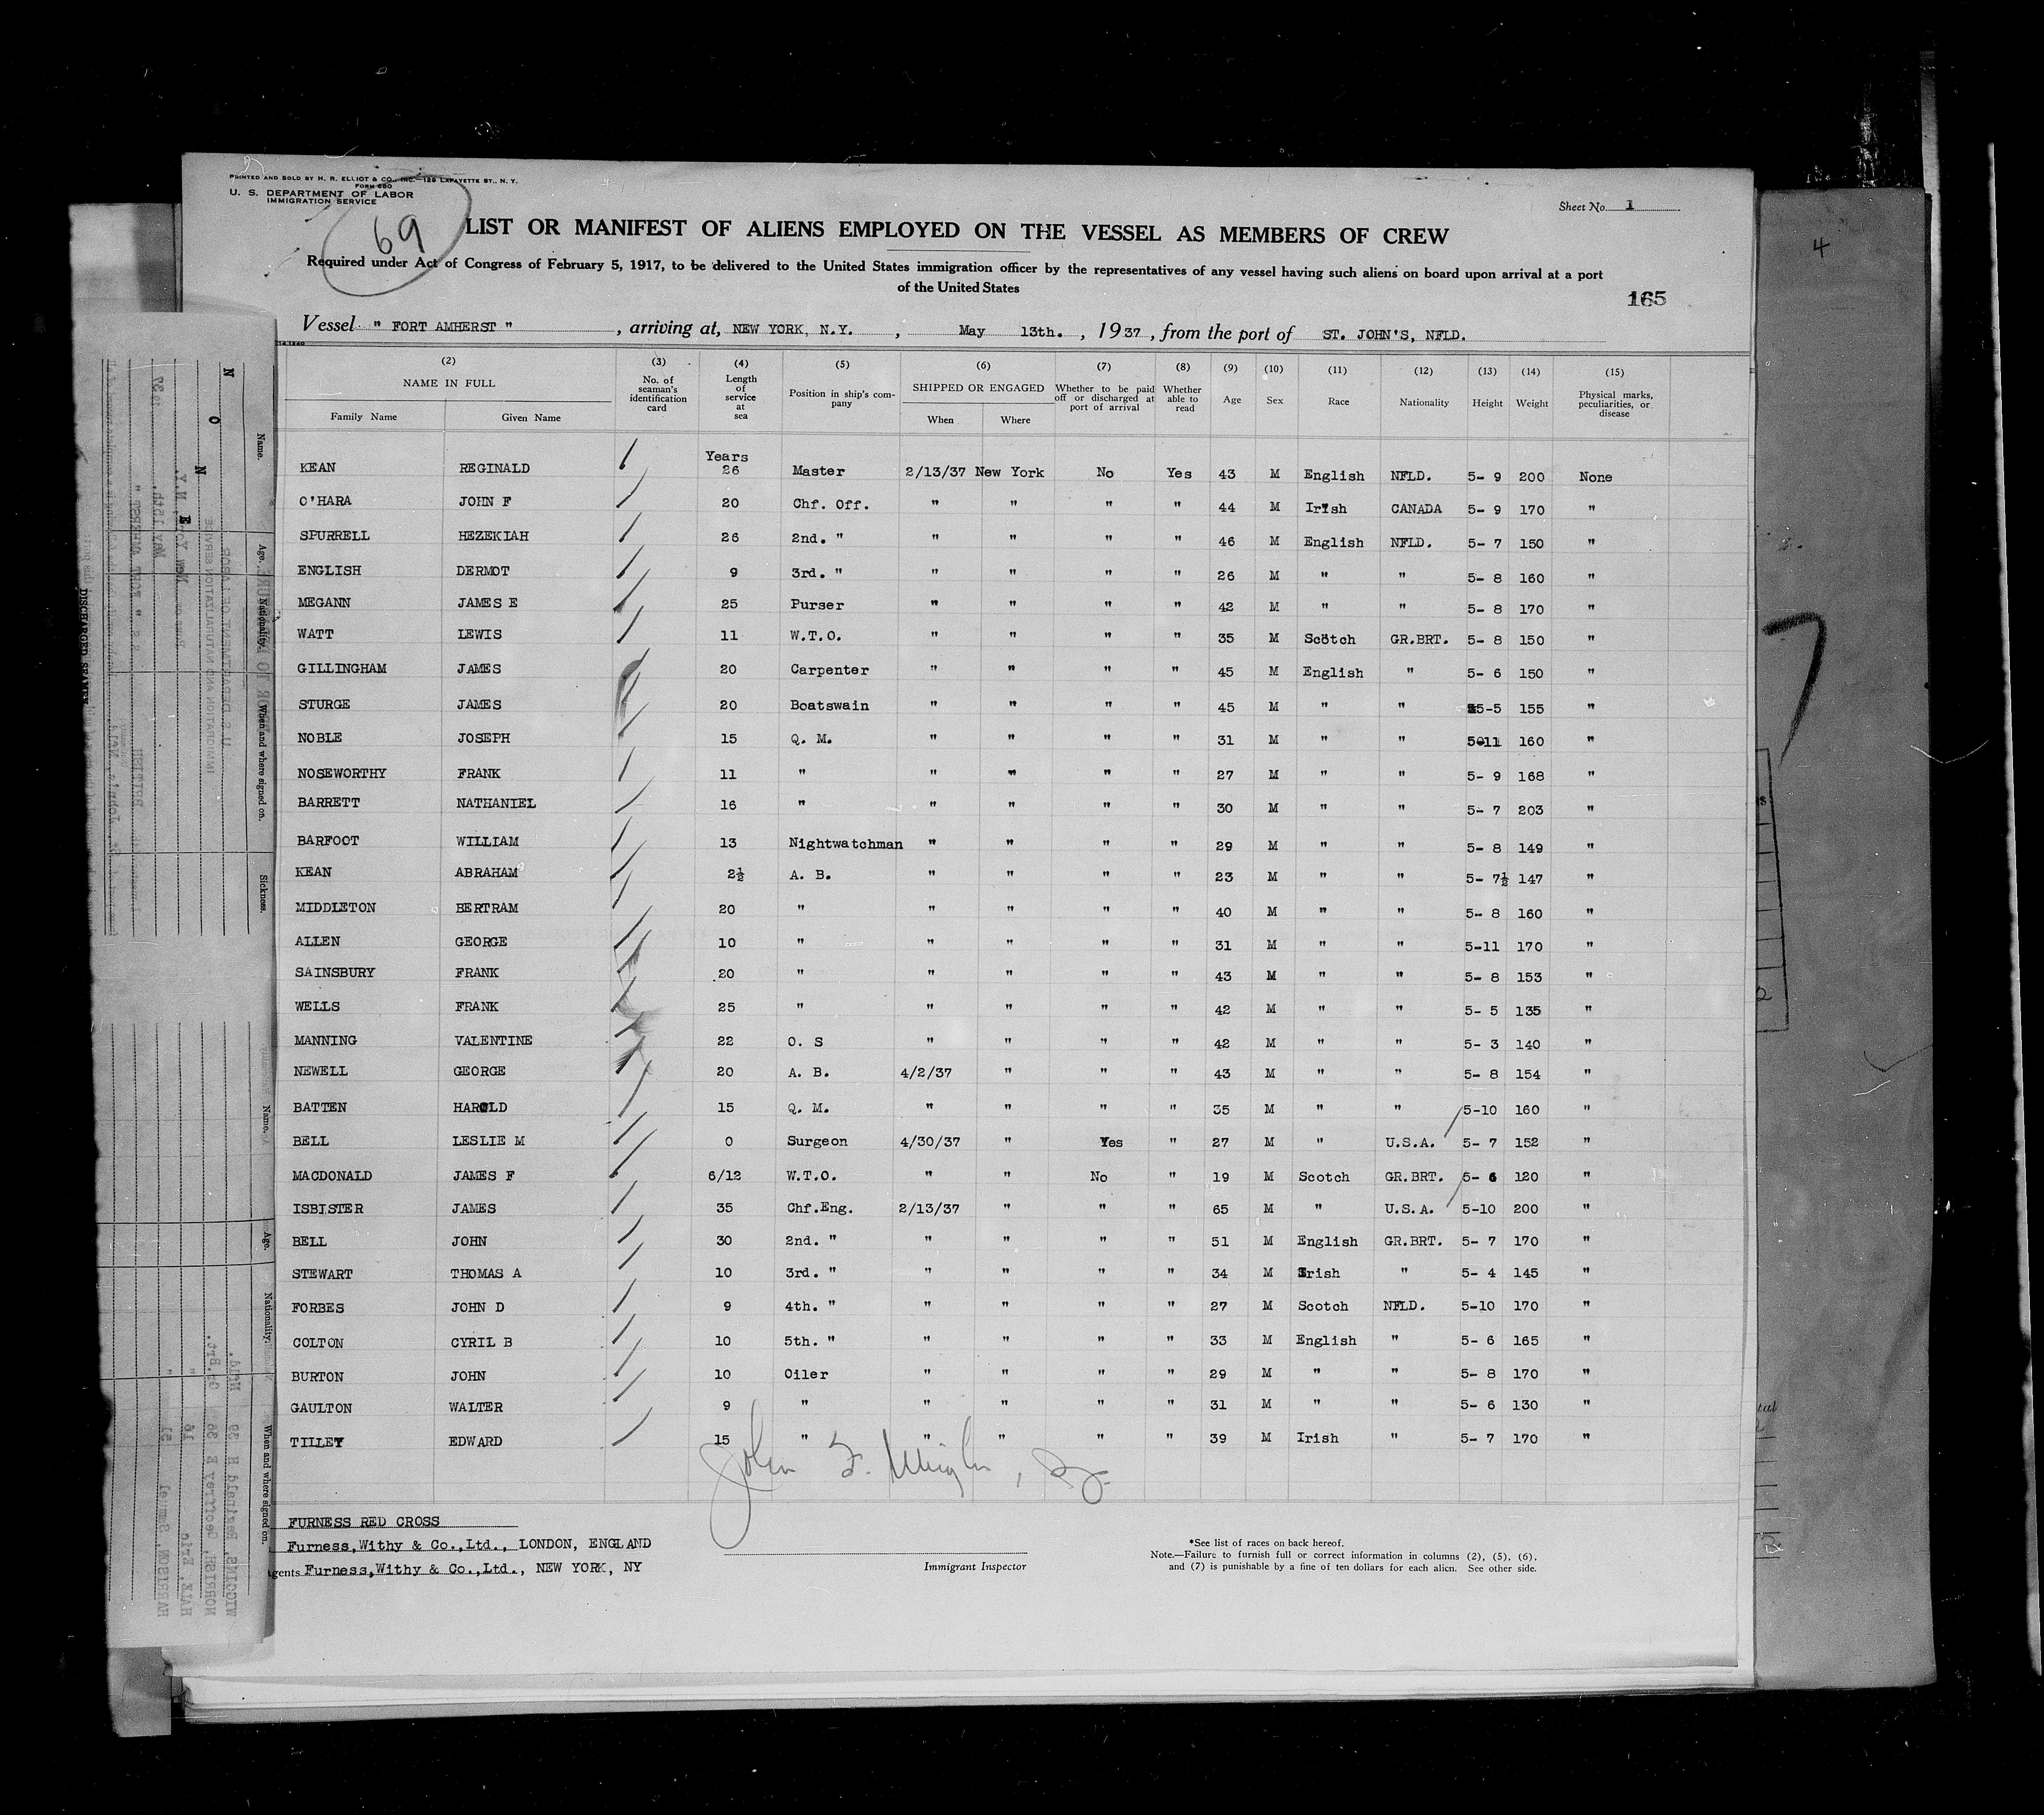 PRINTED AND SOLD BY H. R. ELLIOT & CO., INC.—128 LAFAYETTE ST., N. Y.
FORM 680
U. S. DEPARTMENT OF LABOR
IMMIGRATION SERVICE
69
Sheet No. 1
4
LIST OR MANIFEST OF ALIENS EMPLOYED ON THE VESSEL AS MEMBERS OF CREW
Required under Act of Congress of February 5, 1917, to be delivered to the United States immigration officer by the representatives of any vessel having such aliens on board upon arrival at a port
of the United States
165
Vessel " FORT AMHERST " , arriving at, NEW YORK, N.Y. , May 13th. , 1937 , from the port of ST. JOHN'S, NFLD.
(2) (3) (4) (5) (6) (7) (8) (9) (10) (11) (12) (13) (14) (15)
NAME IN FULL No. of seaman's identification card Length of service at sea Position in ship's company SHIPPED OR ENGAGED Whether to be paid off or discharged at port of arrival Whether able to read Age Sex Race Nationality Height Weight Physical marks, peculiarities, or disease
Family Name Given Name When Where
Years
KEAN REGINALD 26 Master 2/13/37 New York No Yes 43 M English NFLD. 5- 9 200 None
O'HARA JOHN F 20 Chf. Off. " " " " 44 M Irish CANADA 5- 9 170 "
SPURRELL HEZEKIAH 26 2nd. " " " " " 46 M English NFLD. 5- 7 150 "
ENGLISH DERMOT 9 3rd. " " " " " 26 M " " 5- 8 160 "
MEGANN JAMES E 25 Purser " " " " 42 M " " 5- 8 170 "
WATT LEWIS 11 W.T.O. " " " " 35 M Scotch GR.BRT. 5- 8 150 "
GILLINGHAM JAMES 20 Carpenter " " " " 45 M English " 5- 6 150 "
STURGE JAMES 20 Boatswain " " " " 45 M " " 5-5 155 "
NOBLE JOSEPH 15 Q. M. " " " " 31 M " " 5-11 160 "
NOSEWORTHY FRANK 11 " " " " " 27 M " " 5- 9 168 "
BARRETT NATHANIEL 16 " " " " " 30 M " " 5- 7 203 "
BARFOOT WILLIAM 13 Nightwatchman " " " " 29 M " " 5- 8 149 "
KEAN ABRAHAM 2½ A. B. " " " " 23 M " " 5- 7½ 147 "
MIDDLETON BERTRAM 20 " " " " " 40 M " " 5- 8 160 "
ALLEN GEORGE 10 " " " " " 31 M " " 5-11 170 "
SAINSBURY FRANK 20 " " " " " 43 M " " 5- 8 153 "
WELLS FRANK 25 " " " " " 42 M " " 5- 5 135 "
MANNING VALENTINE 22 O. S " " " " 42 M " " 5- 3 140 "
NEWELL GEORGE 20 A. B. 4/2/37 " " " 43 M " " 5- 8 154 "
BATTEN HAROLD 15 Q. M. " " " " 35 M " " 5-10 160 "
BELL LESLIE M 0 Surgeon 4/30/37 " Yes " 27 M " U.S.A. 5- 7 152 "
MACDONALD JAMES F 6/12 W.T.O. " " No " 19 M Scotch GR.BRT. 5- 6 120 "
ISBISTER JAMES 35 Chf.Eng. 2/13/37 " " " 65 M " U.S.A. 5-10 200 "
BELL JOHN 30 2nd. " " " " " 51 M English GR.BRT. 5- 7 170 "
STEWART THOMAS A 10 3rd. " " " " " 34 M Irish " 5- 4 145 "
FORBES JOHN D 9 4th. " " " " " 27 M Scotch NFLD. 5-10 170 "
COLTON CYRIL B 10 5th. " " " " " 33 M English " 5- 6 165 "
BURTON JOHN 10 Oiler " " " " 29 M " " 5- 8 170 "
GAULTON WALTER 9 " " " " " 31 M " " 5- 6 130 "
TILLEY EDWARD 15 " " " " " 39 M Irish " 5- 7 170 "
FURNESS RED CROSS
Furness,Withy & Co.,Ltd., LONDON, ENGLAND
Furness,Withy & Co.,Ltd., NEW YORK, NY
Immigrant Inspector
*See list of races on back hereof.
Note.—Failure to furnish full or correct information in columns (2), (5), (6),
and (7) is punishable by a fine of ten dollars for each alien. See other side.
Name.
Age.
Nationality.
When and where signed on.
Sickness.
Name.
Age.
Nationality.
When and where signed on.
DISCHARGED SEAMEN